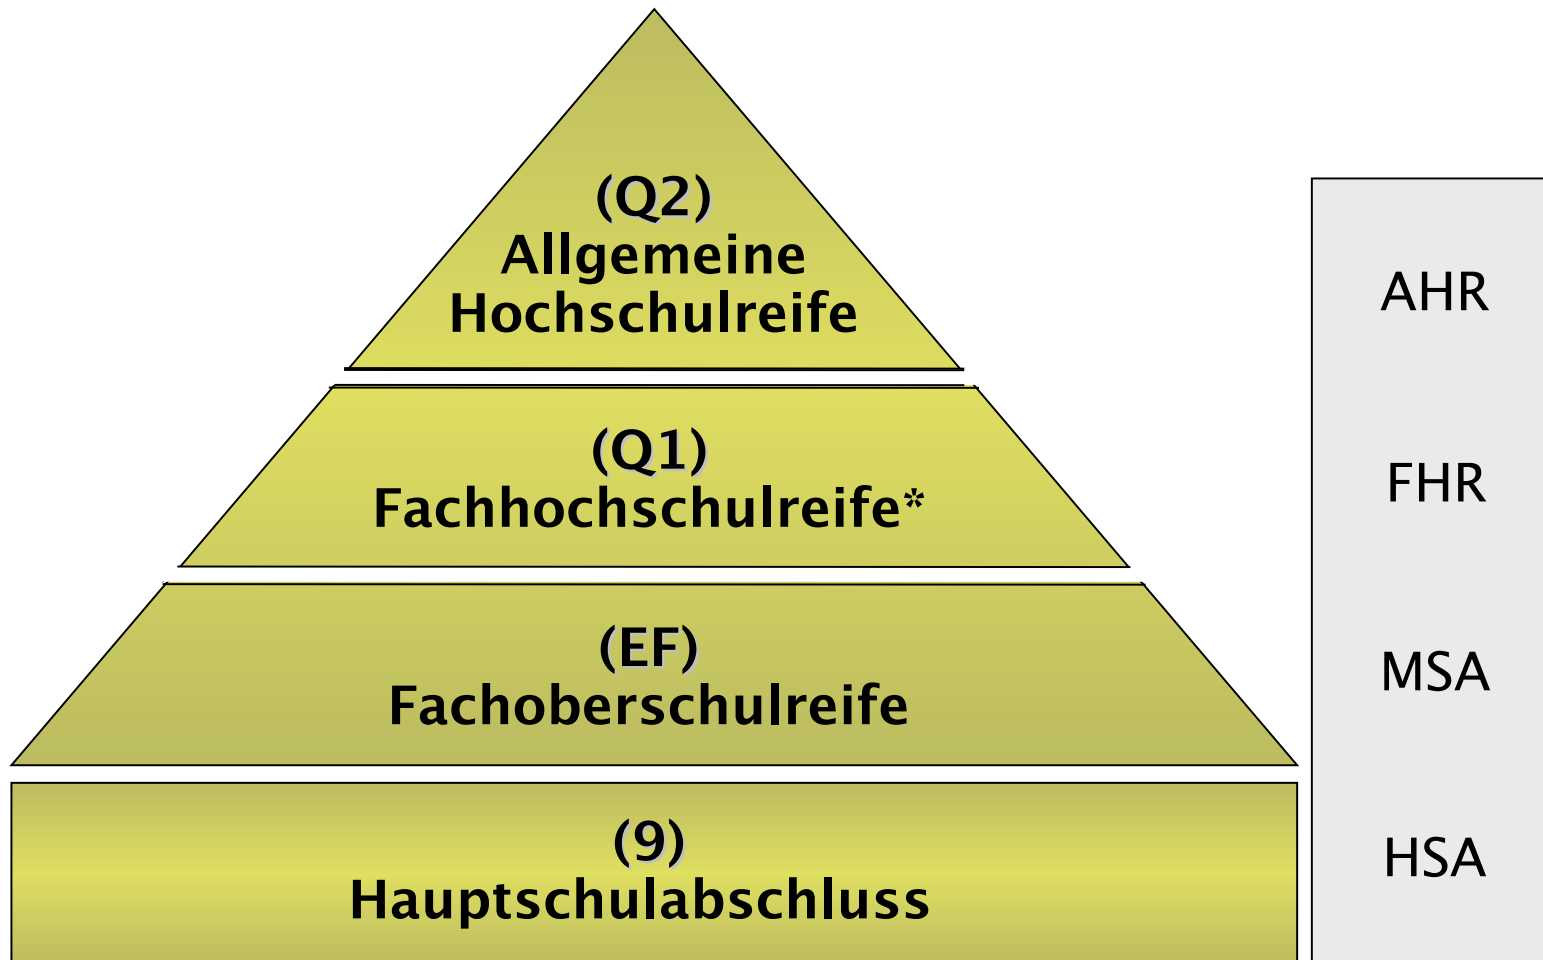 (Q2)
Allgemeine
Hochschulreife
AHR
(Q1)
Fachhochschulreife*
FHR
(EF)
Fachoberschulreife
MSA
(9)
Hauptschulabschluss
HSA